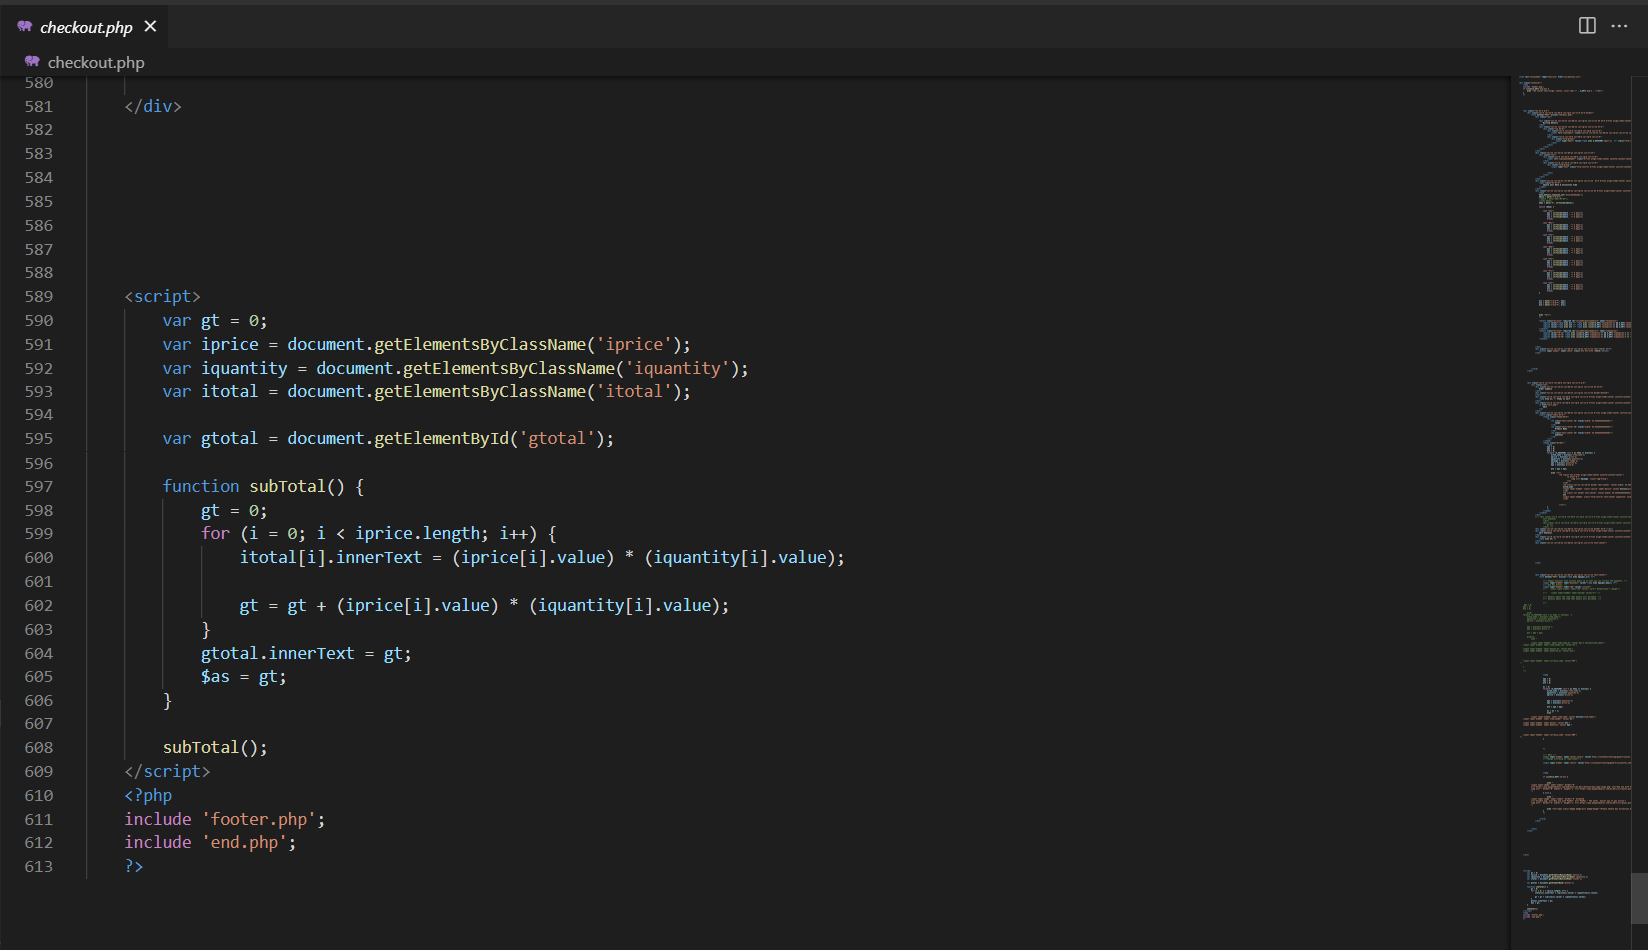 checkout.php
checkout.php
580
581 </div>
582
583
584
585
586
587
588
589 <script>
590 var gt = 0;
591 var iprice = document.getElementsByClassName('iprice');
592 var iquantity = document.getElementsByClassName('iquantity');
593 var itotal = document.getElementsByClassName('itotal');
594
595 var gtotal = document.getElementById('gtotal');
596
597 function subTotal() {
598 gt = 0;
599 for (i = 0; i < iprice.length; i++) {
600 itotal[i].innerText = (iprice[i].value) * (iquantity[i].value);
601
602 gt = gt + (iprice[i].value) * (iquantity[i].value);
603 }
604 gtotal.innerText = gt;
605 $as = gt;
606 }
607
608 subTotal();
609 </script>
610 <?php
611 include 'footer.php';
612 include 'end.php';
613 ?>